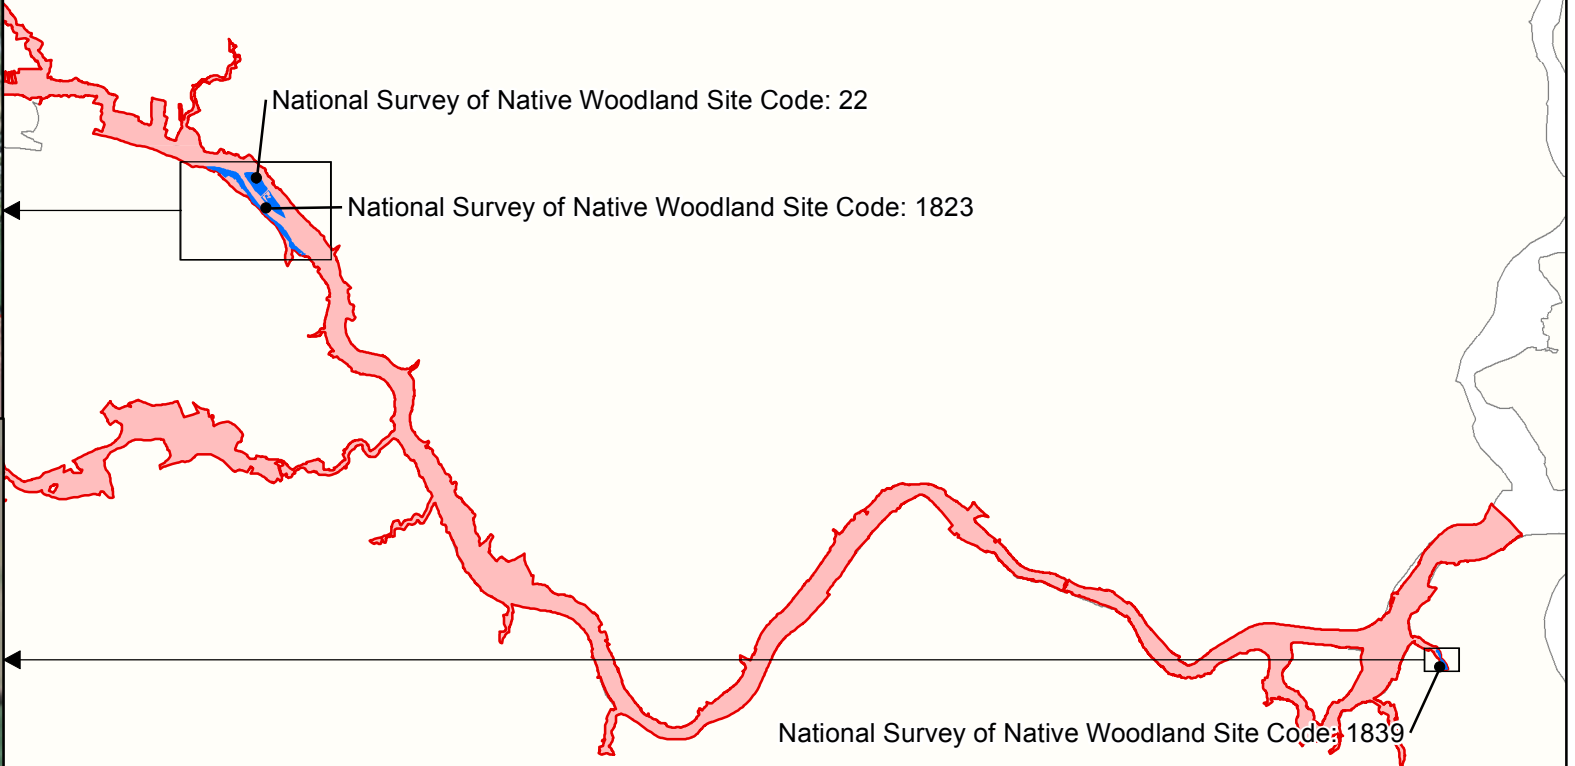 National Survey of Native Woodland Site Code: 22
National Survey of Native Woodland Site Code: 1823
National Survey of Native Woodland Site Code: 1839